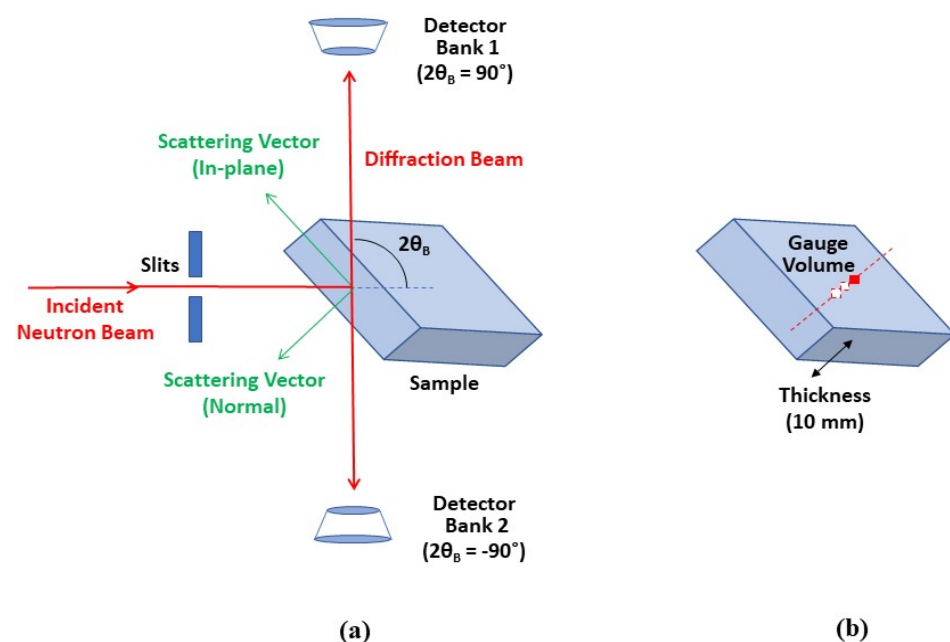 Detector
Bank 1
(2θB = 90˚)
Scattering Vector
(In-plane)
Diffraction Beam
2θB
Slits
Incident
Neutron Beam
Scattering Vector
(Normal)
Sample
Detector
Bank 2
(2θB = -90˚)
(a)
Gauge
Volume
Thickness
(10 mm)
(b)